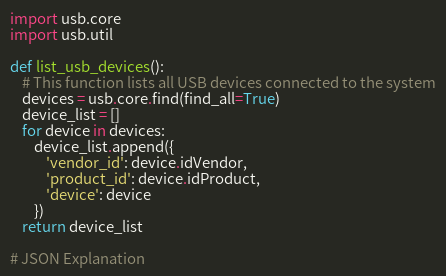 import usb.core
import usb.util

def list_usb_devices():
    # This function lists all USB devices connected to the system
    devices = usb.core.find(find_all=True)
    device_list = []
    for device in devices:
        device_list.append({
            'vendor_id': device.idVendor,
            'product_id': device.idProduct,
            'device': device
        })
    return device_list

# JSON Explanation